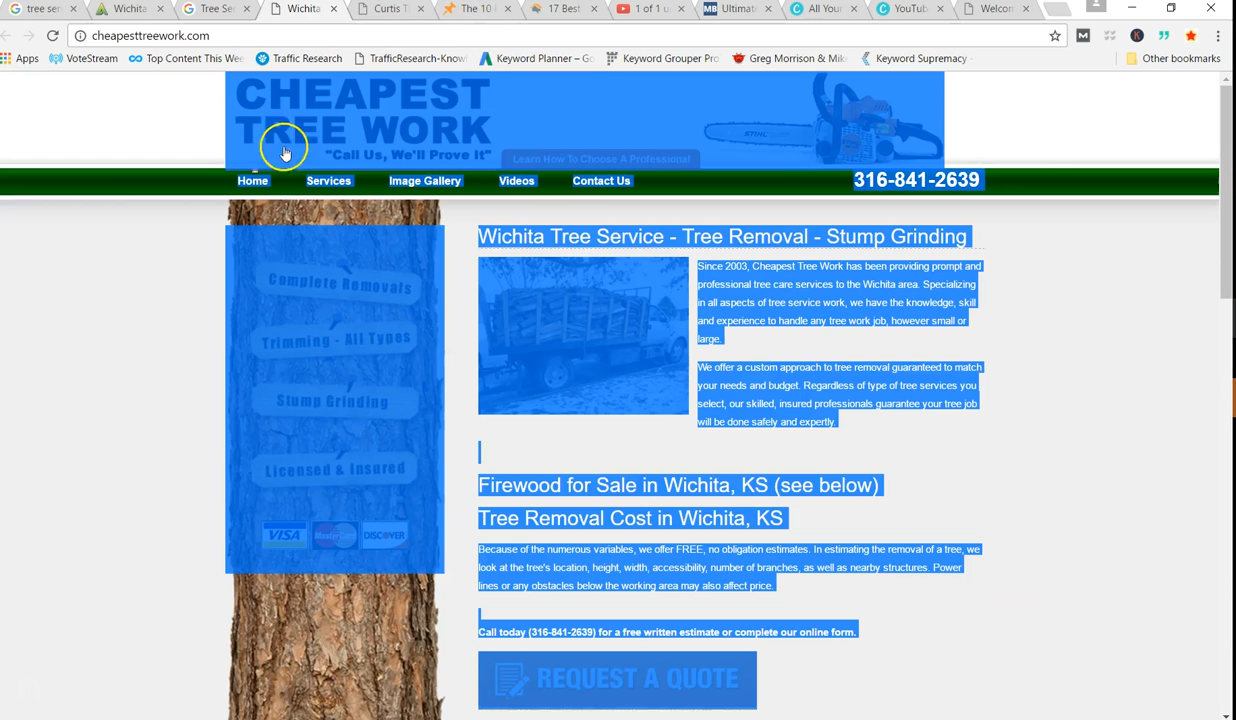 tree ser
Wichita
Tree Se
Wichita
Curtis T
The 10
17 Best
1 of 1 u
Ultimat
All Your
YouTub
Welcom
cheapesttreework.com
Apps
VoteStream
Top Content This Wee
Traffic Research
TrafficResearch-Knowl
Keyword Planner – Go
Keyword Grouper Pro
Greg Morrison & Mik
Keyword Supremacy
Other bookmarks
CHEAPEST
TREE WORK
"Call Us, We'll Prove It"
STIHL
Learn How To Choose A Professional
Home
Services
Image Gallery
Videos
Contact Us
316-841-2639
Complete Removals
Trimming - All Types
Stump Grinding
Licensed & Insured
VISA
MasterCard
DISCOVER
Wichita Tree Service - Tree Removal - Stump Grinding
Since 2003, Cheapest Tree Work has been providing prompt and
professional tree care services to the Wichita area. Specializing
in all aspects of tree service work, we have the knowledge, skill
and experience to handle any tree work job, however small or
large.
We offer a custom approach to tree removal guaranteed to match
your needs and budget. Regardless of type of tree services you
select, our skilled, insured professionals guarantee your tree job
will be done safely and expertly.
Firewood for Sale in Wichita, KS (see below)
Tree Removal Cost in Wichita, KS
Because of the numerous variables, we offer FREE, no obligation estimates. In estimating the removal of a tree, we
look at the tree's location, height, width, accessibility, number of branches, as well as nearby structures. Power
lines or any obstacles below the working area may also affect price.
Call today (316-841-2639) for a free written estimate or complete our online form.
REQUEST A QUOTE